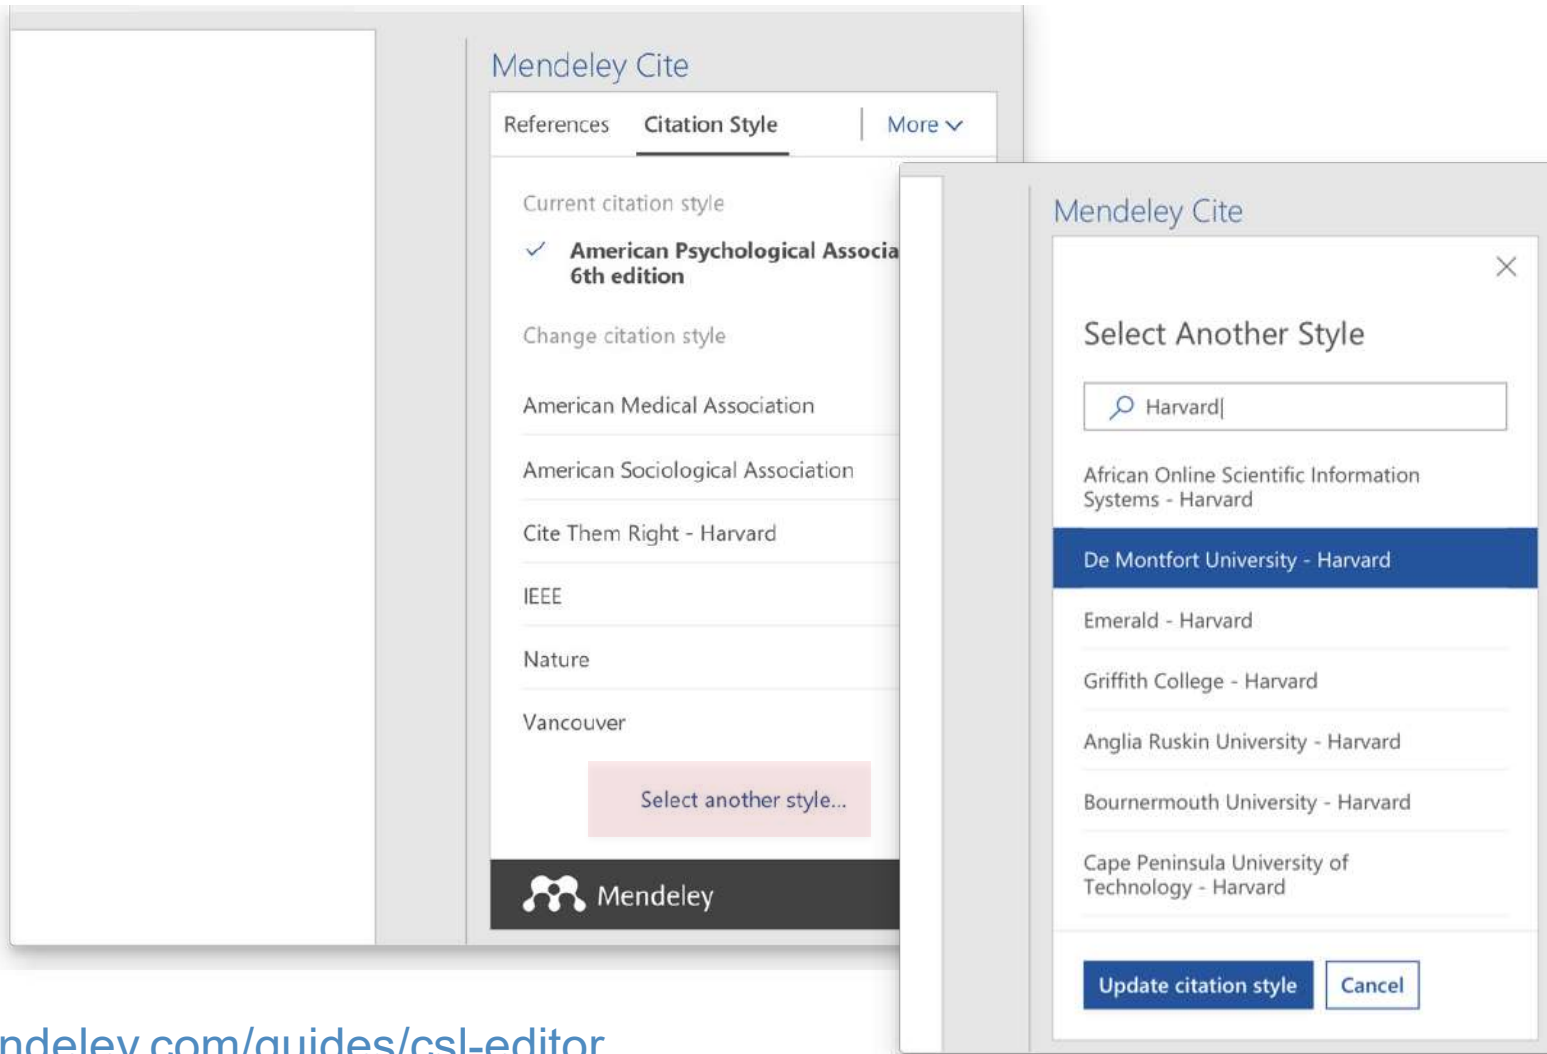 Mendeley Cite
References Citation Style More
Current citation style
American Psychological Associa
6th edition
Change citation style
American Medical Association
American Sociological Association
Cite Them Right - Harvard
IEEE
Nature
Vancouver
Select another style...
Mendeley
Mendeley Cite
Select Another Style
Harvard
African Online Scientific Information
Systems - Harvard
De Montfort University - Harvard
Emerald - Harvard
Griffith College - Harvard
Anglia Ruskin University - Harvard
Bournermouth University - Harvard
Cape Peninsula University of
Technology - Harvard
Update citation style Cancel
ndeley.com/guides/csl-editor